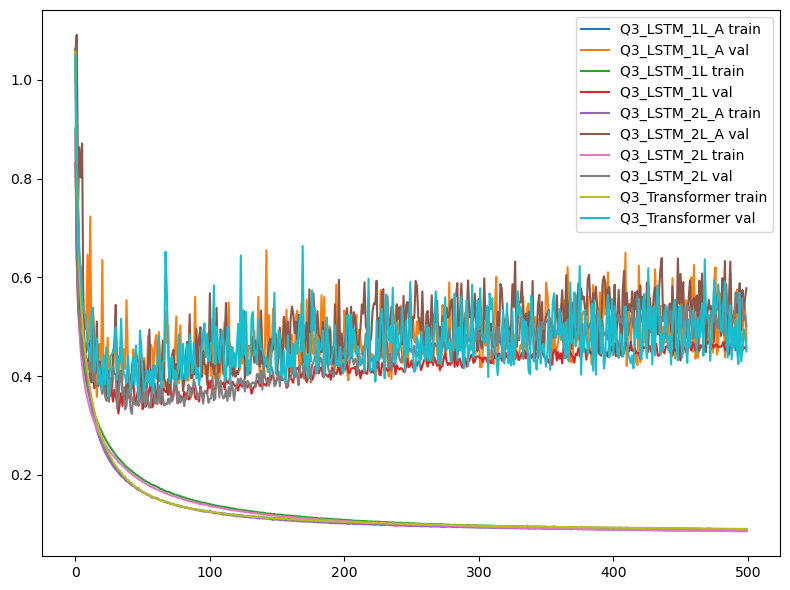 Q3_LSTM_1L_A train
Q3_LSTM_1L_A val
Q3_LSTM_1L train
Q3_LSTM_1L val
Q3_LSTM_2L_A train
Q3_LSTM_2L_A val
Q3_LSTM_2L train
Q3_LSTM_2L val
Q3_Transformer train
Q3_Transformer val
1.0
0.8
0.6
0.4
0.2
0 100 200 300 400 500